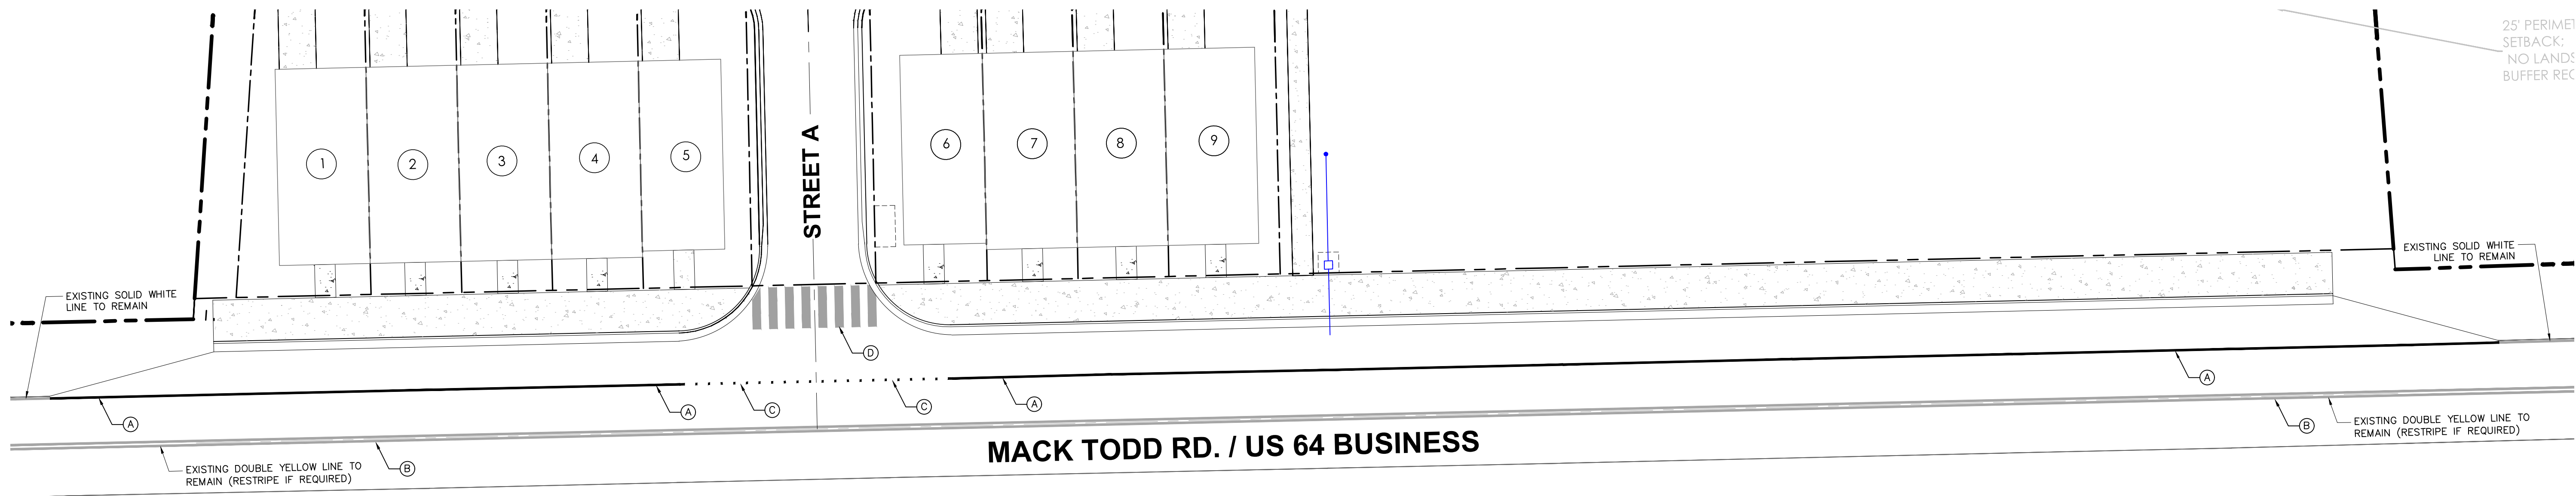 25' PERIMET
SETBACK;
NO LANDS
BUFFER REC
1
2
3
4
5
STREET A
6
7
8
9
EXISTING SOLID WHITE
LINE TO REMAIN
EXISTING SOLID WHITE
LINE TO REMAIN
D
A
A
C
C
A
A
B
B
EXISTING DOUBLE YELLOW LINE TO
REMAIN (RESTRIPE IF REQUIRED)
EXISTING DOUBLE YELLOW LINE TO
REMAIN (RESTRIPE IF REQUIRED)
MACK TODD RD. / US 64 BUSINESS